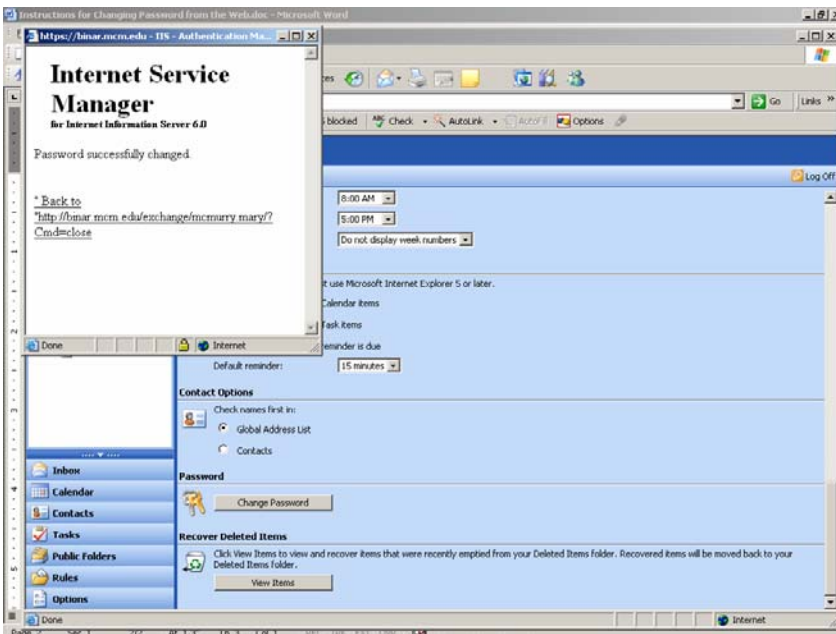 Instructions for Changing Password from the Web.doc - Microsoft Word
https://binar.mcm.edu - IIS - Authentication Ma...
Internet Service
Manager
for Internet Information Server 6.0
Password successfully changed.
* Back to
"http://binar.mcm.edu/exchange/mcmurry.mary/?
Cmd=close
Done
Internet
Go
Links »
blocked
Check
AutoLink
AutoFill
Options
Log Off
8:00 AM
5:00 PM
Do not display week numbers
use Microsoft Internet Explorer 5 or later.
Calendar items
Task items
reminder is due
Default reminder:
15 minutes
Contact Options
Check names first in:
Global Address List
Contacts
Password
Change Password
Recover Deleted Items
Click View Items to view and recover items that were recently emptied from your Deleted Items folder. Recovered items will be moved back to your
Deleted Items folder.
View Items
Inbox
Calendar
Contacts
Tasks
Public Folders
Rules
Options
Done
Internet